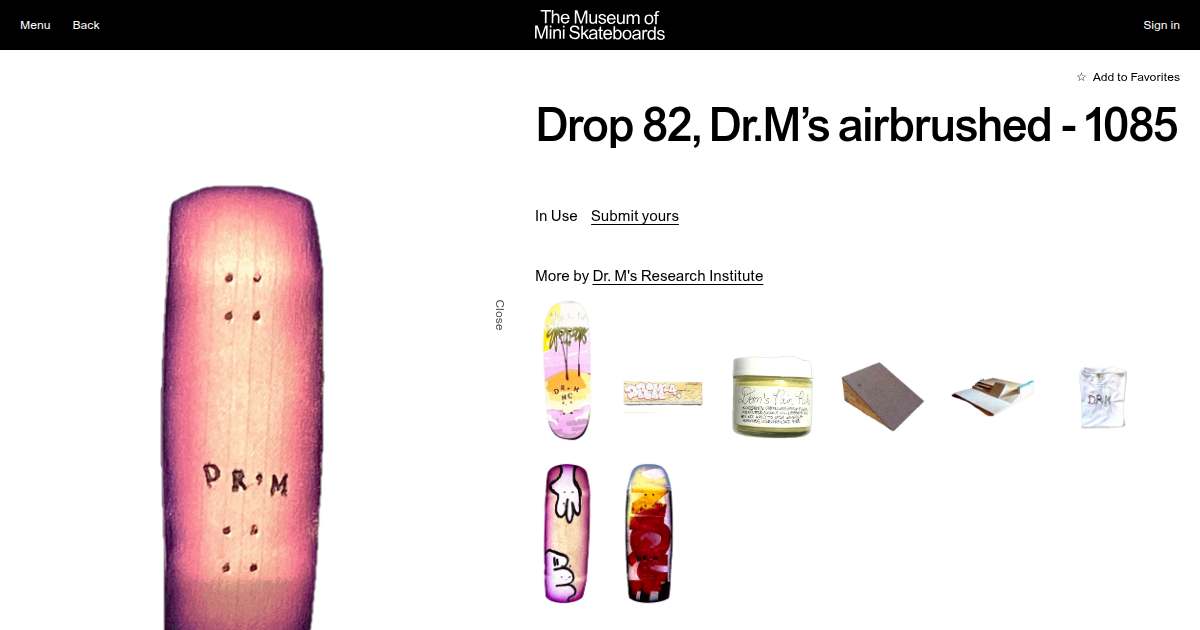 Menu
Back
The Museum of
Mini Skateboards
Sign in
☆ Add to Favorites
Drop 82, Dr.M’s airbrushed - 1085
In Use
Submit yours
More by Dr. M's Research Institute
Close
DR,M
DR.M